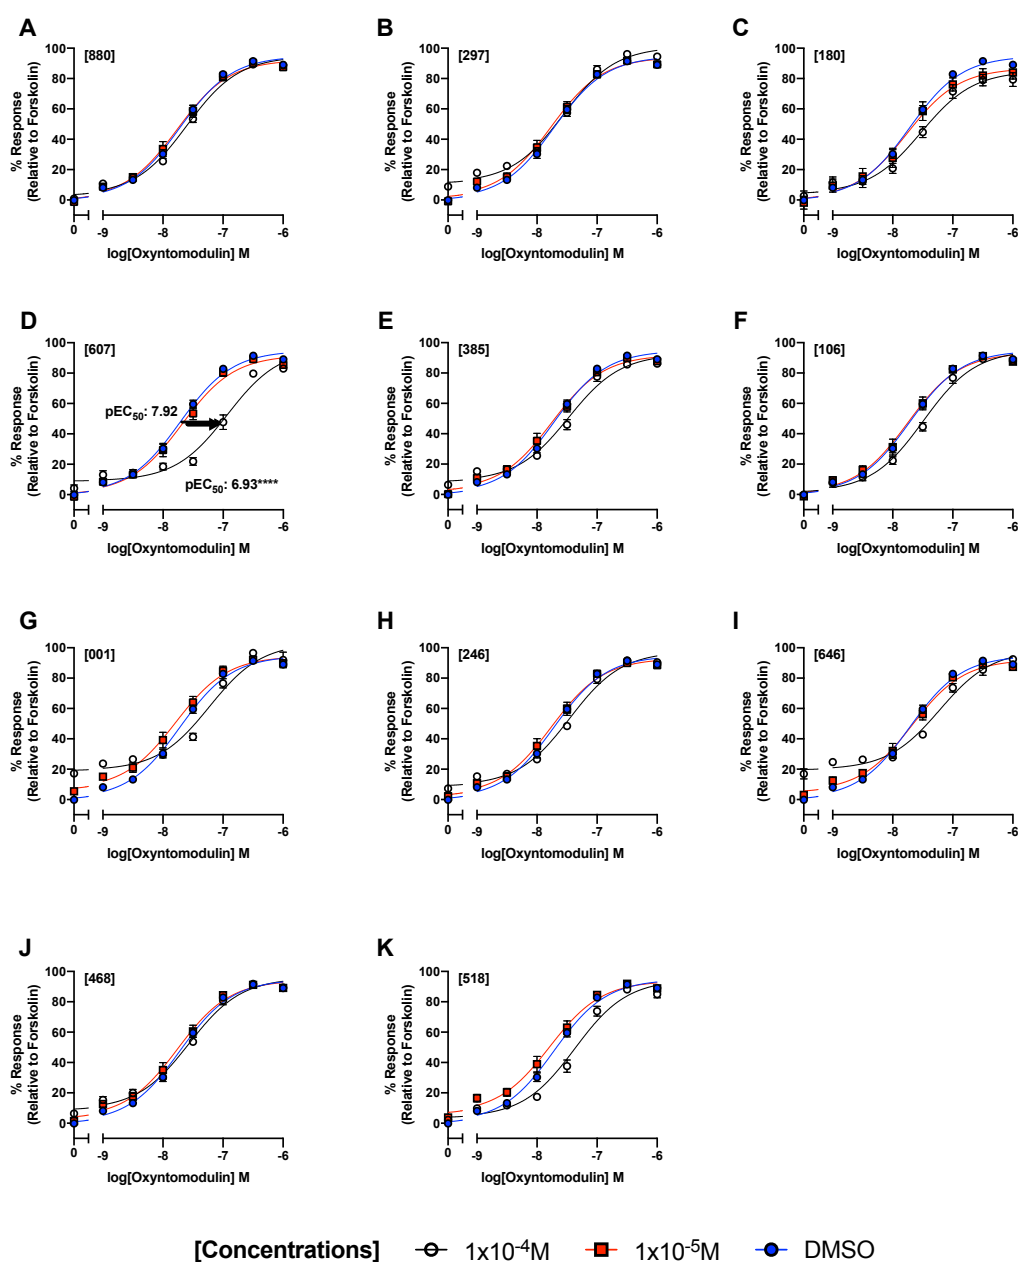 A
B
C
[880]
[297]
[180]
100
80
60
40
20
0
% Response
(Relative to Forskolin)
0 -9 -8 -7 -6
log[Oxyntomodulin] M
100
80
60
40
20
0
% Response
(Relative to Forskolin)
0 -9 -8 -7 -6
log[Oxyntomodulin] M
100
80
60
40
20
0
% Response
(Relative to Forskolin)
0 -9 -8 -7 -6
log[Oxyntomodulin] M
D
E
F
[607]
[385]
[106]
100
80
60
40
20
0
% Response
(Relative to Forskolin)
pEC50: 7.92
pEC50: 6.93****
0 -9 -8 -7 -6
log[Oxyntomodulin] M
100
80
60
40
20
0
% Response
(Relative to Forskolin)
0 -9 -8 -7 -6
log[Oxyntomodulin] M
100
80
60
40
20
0
% Response
(Relative to Forskolin)
0 -9 -8 -7 -6
log[Oxyntomodulin] M
G
H
I
[001]
[246]
[646]
100
80
60
40
20
0
% Response
(Relative to Forskolin)
0 -9 -8 -7 -6
log[Oxyntomodulin] M
100
80
60
40
20
0
% Response
(Relative to Forskolin)
0 -9 -8 -7 -6
log[Oxyntomodulin] M
100
80
60
40
20
0
% Response
(Relative to Forskolin)
0 -9 -8 -7 -6
log[Oxyntomodulin] M
J
K
[468]
[518]
100
80
60
40
20
0
% Response
(Relative to Forskolin)
0 -9 -8 -7 -6
log[Oxyntomodulin] M
100
80
60
40
20
0
% Response
(Relative to Forskolin)
0 -9 -8 -7 -6
log[Oxyntomodulin] M
[Concentrations] 1x10⁻⁴M 1x10⁻⁵M DMSO